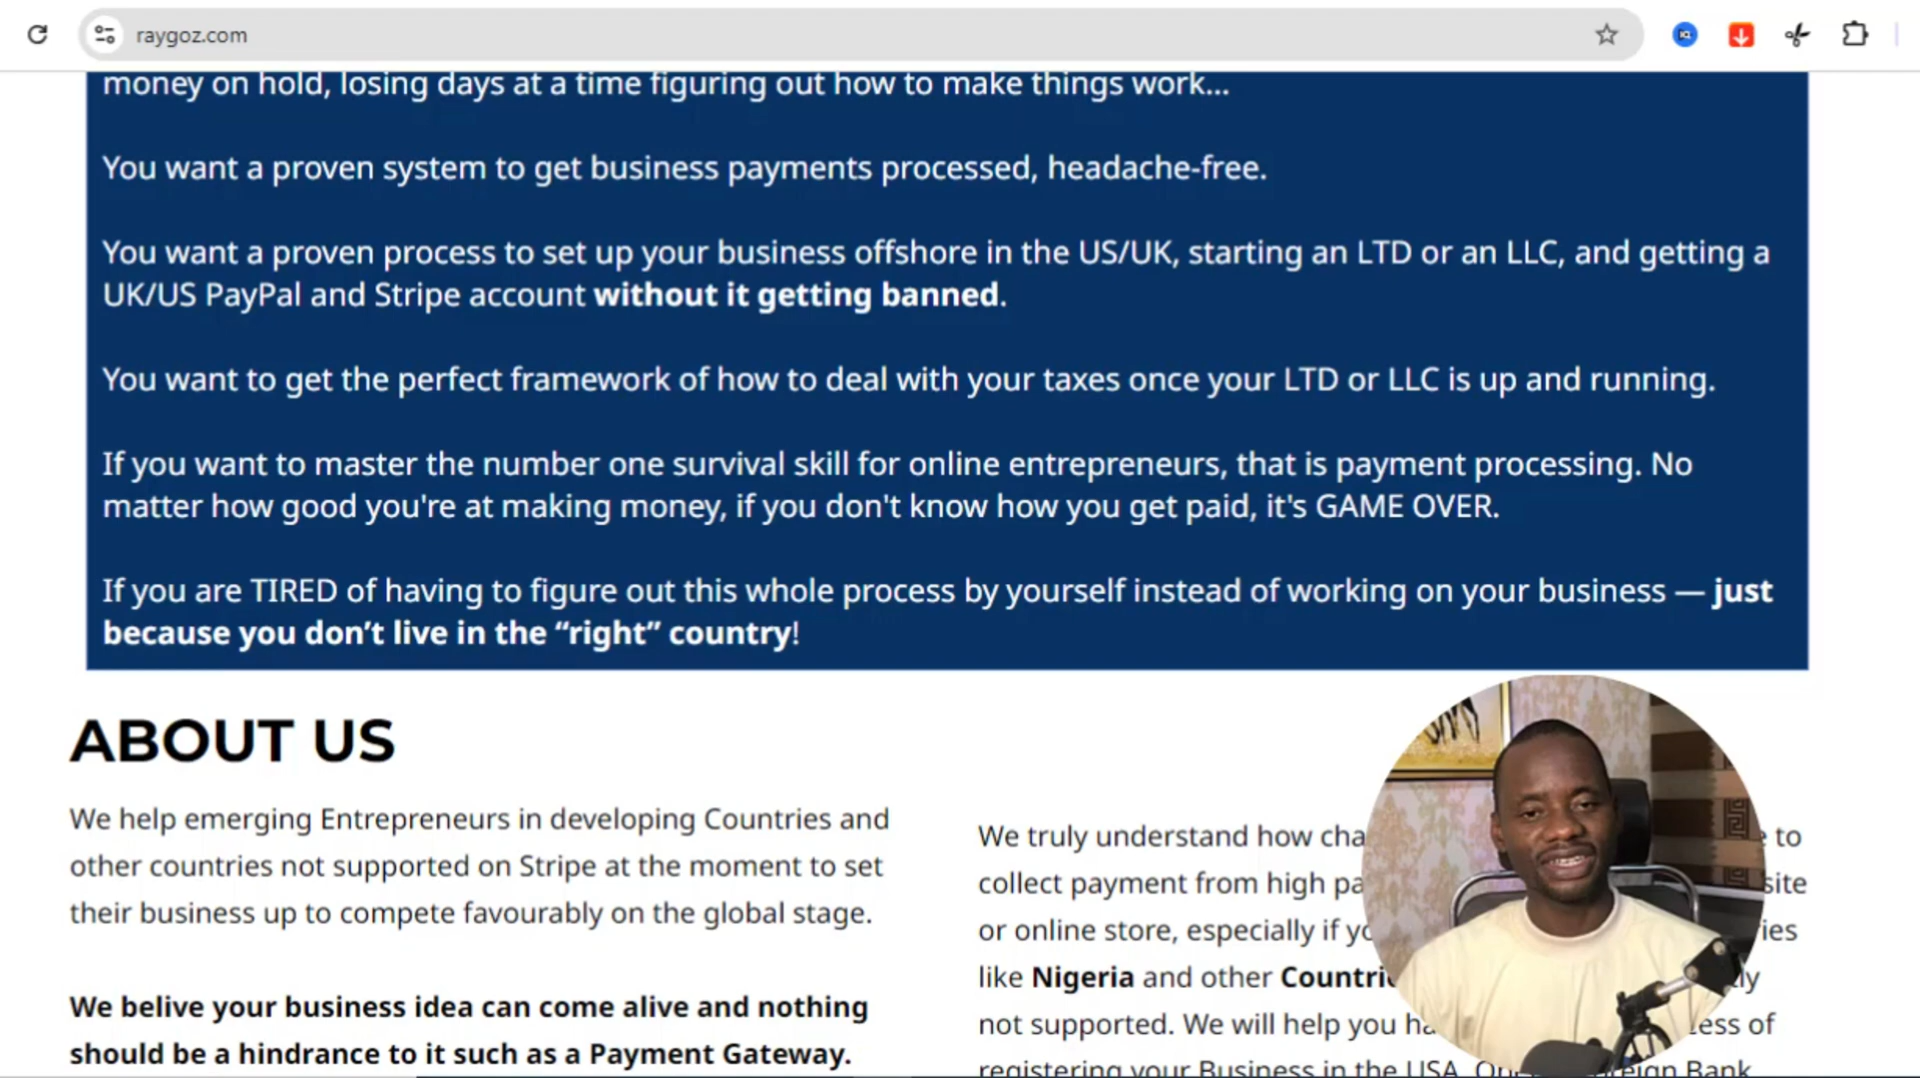 raygoz.com
money on hold, losing days at a time figuring out how to make things work...
You want a proven system to get business payments processed, headache-free.
You want a proven process to set up your business offshore in the US/UK, starting an LTD or an LLC, and getting a
UK/US PayPal and Stripe account without it getting banned.
You want to get the perfect framework of how to deal with your taxes once your LTD or LLC is up and running.
If you want to master the number one survival skill for online entrepreneurs, that is payment processing. No
matter how good you're at making money, if you don't know how you get paid, it's GAME OVER.
If you are TIRED of having to figure out this whole process by yourself instead of working on your business — just
because you don’t live in the “right” country!
ABOUT US
We help emerging Entrepreneurs in developing Countries and
other countries not supported on Stripe at the moment to set
their business up to compete favourably on the global stage.
We belive your business idea can come alive and nothing
should be a hindrance to it such as a Payment Gateway.
We truly understand how to
collect payment from high
or online store, especially if
like Nigeria and other
not supported. We will help you of
registering your Business in the USA, Bank